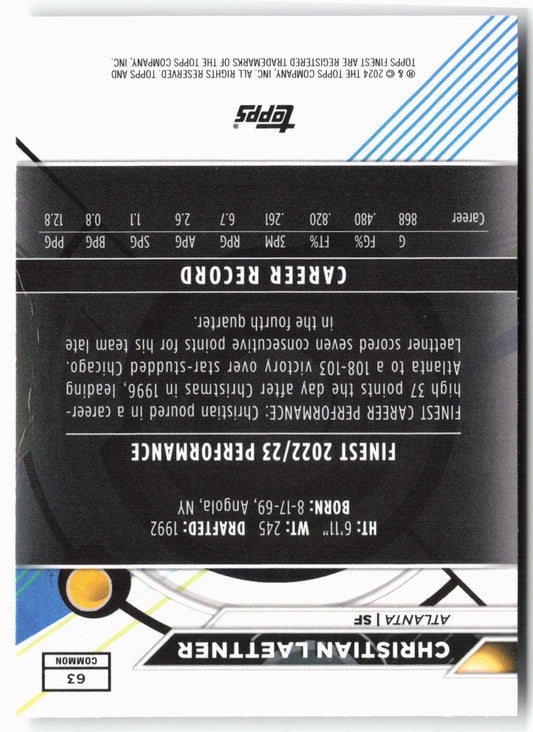 63
COMMON
CHRISTIAN LAETTNER
ATLANTA | SF
HT: 6'11" WT: 245 DRAFTED: 1992
BORN: 8-17-69, Angola, NY
FINEST 2022/23 PERFORMANCE
FINEST CAREER PERFORMANCE: Christian poured in a career-
high 37 points the day after Christmas in 1996, leading
Atlanta to a 108-103 victory over star-studded Chicago.
Laettner scored seven consecutive points for his team late
in the fourth quarter.
CAREER RECORD
G FG% FT% 3PM RPG APG SPG BPG PPG
Career 868 .480 .820 .261 6.7 2.6 1.1 0.8 12.8
topps®
® & © 2024 THE TOPPS COMPANY, INC. ALL RIGHTS RESERVED. TOPPS AND
TOPPS FINEST ARE REGISTERED TRADEMARKS OF THE TOPPS COMPANY, INC.